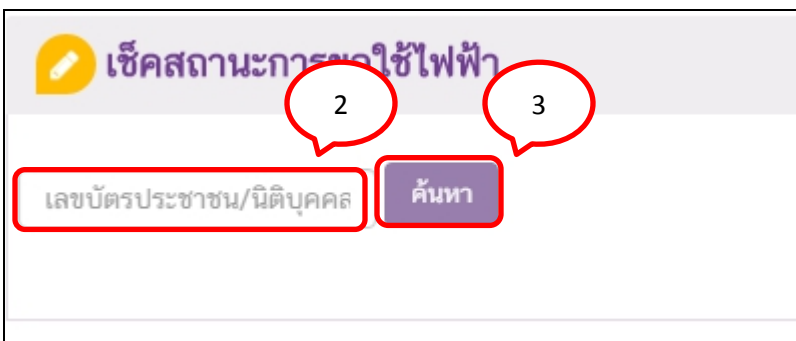 เช็คสถานะการขอใช้ไฟฟ้า
2
3
เลขบัตรประชาชน/นิติบุคคล
ค้นหา